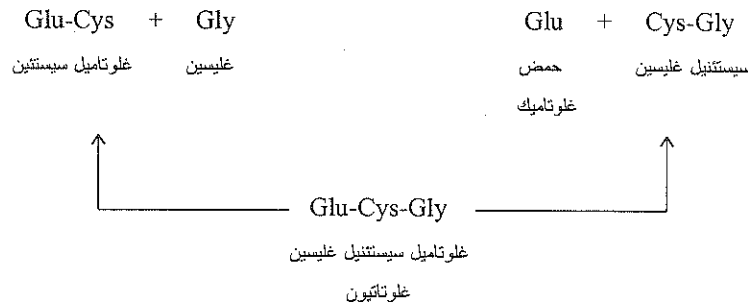 Glu-Cys + Gly
غلوتاميل سيستئين غليسين
Glu + Cys-Gly
حمض سيستئنيل غليسين
غلوتاميك
Glu-Cys-Gly
غلوتاميل سيستئنيل غليسين
غلوتاتيون